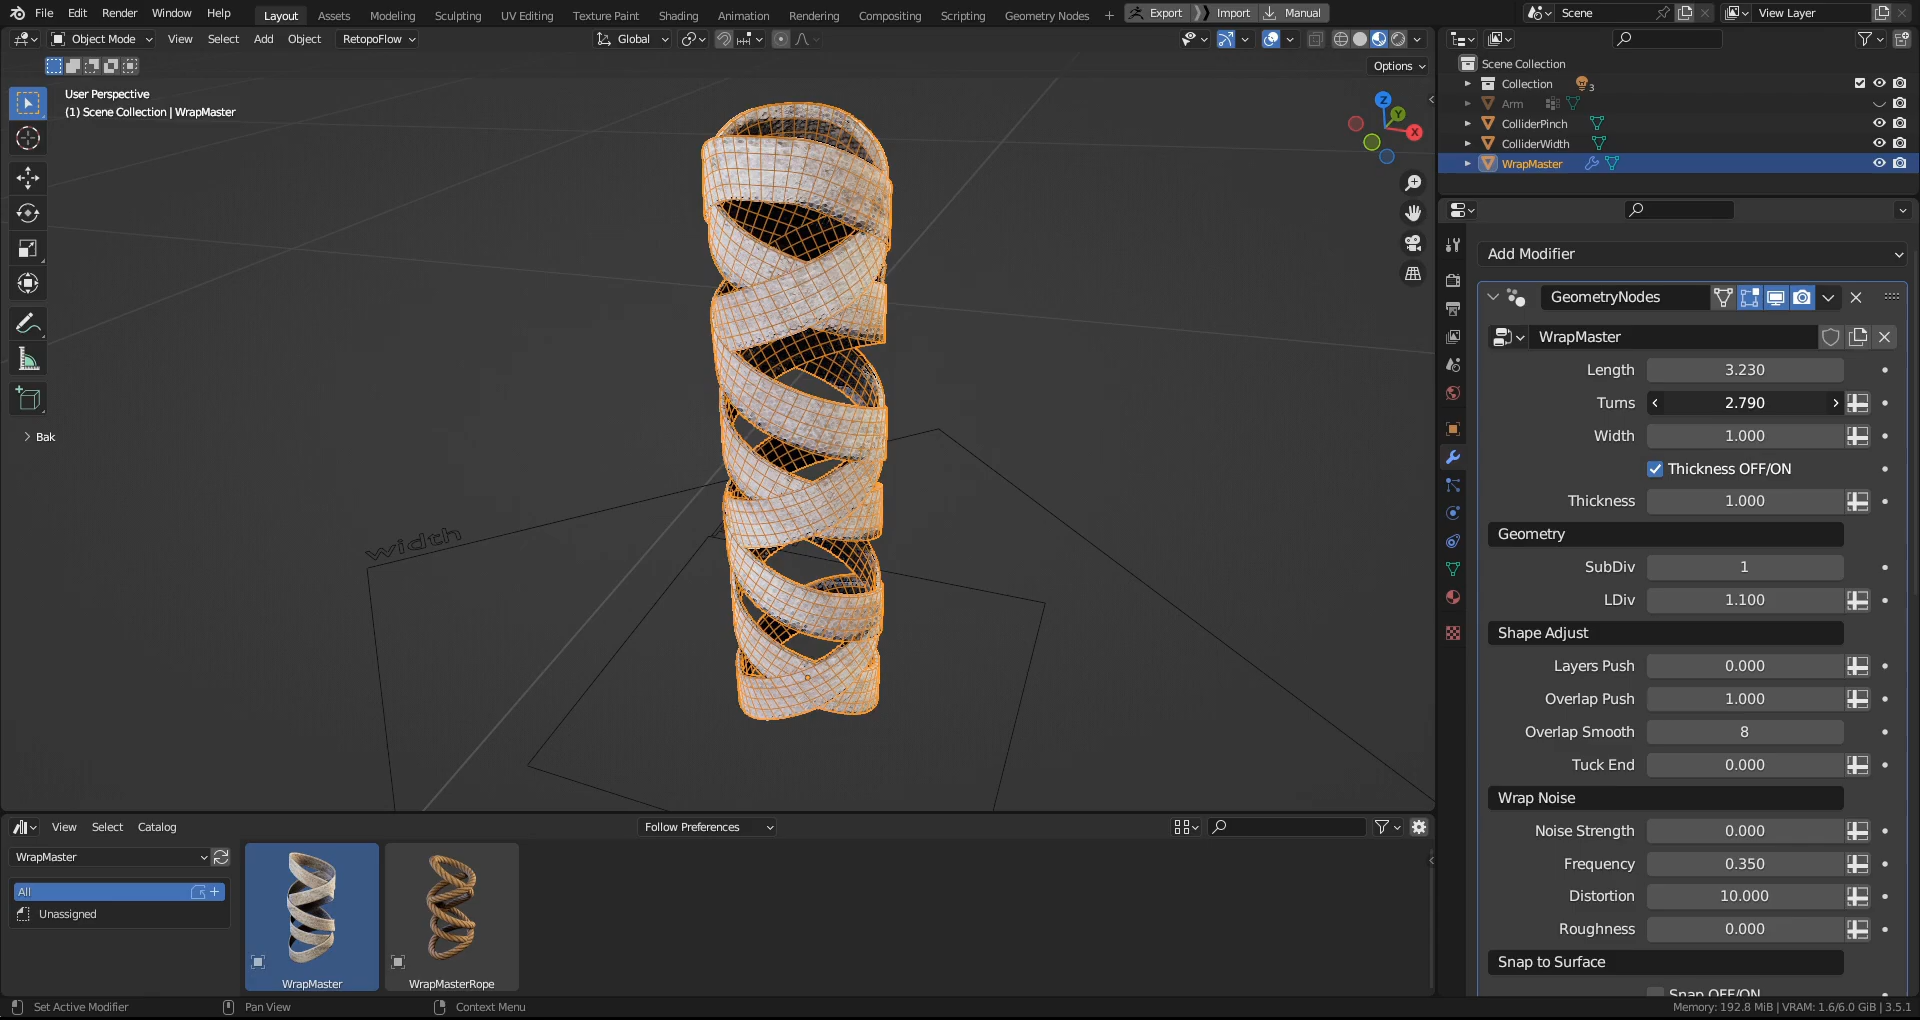 File Edit Render Window Help Layout Assets Modeling Sculpting UV Editing Texture Paint Shading Animation Rendering Compositing Scripting Geometry Nodes + Export Import Manual Scene View Layer
Object Mode View Select Add Object RetopoFlow Global
Options
User Perspective
(1) Scene Collection | WrapMaster
Z
Y
X
Bak
width
Scene Collection
Collection 3
Arm
ColliderPinch
ColliderWidth
WrapMaster
Add Modifier
GeometryNodes
WrapMaster
Length 3.230
Turns 2.790
Width 1.000
Thickness OFF/ON
Thickness 1.000
Geometry
SubDiv 1
LDiv 1.100
Shape Adjust
Layers Push 0.000
Overlap Push 1.000
Overlap Smooth 8
Tuck End 0.000
Wrap Noise
Noise Strength 0.000
Frequency 0.350
Distortion 10.000
Roughness 0.000
Snap to Surface
Snap OFF/ON
View Select Catalog Follow Preferences
WrapMaster
All
Unassigned
WrapMaster
WrapMasterRope
Set Active Modifier Pan View Context Menu Memory: 192.8 MiB | VRAM: 1.6/6.0 GiB | 3.5.1